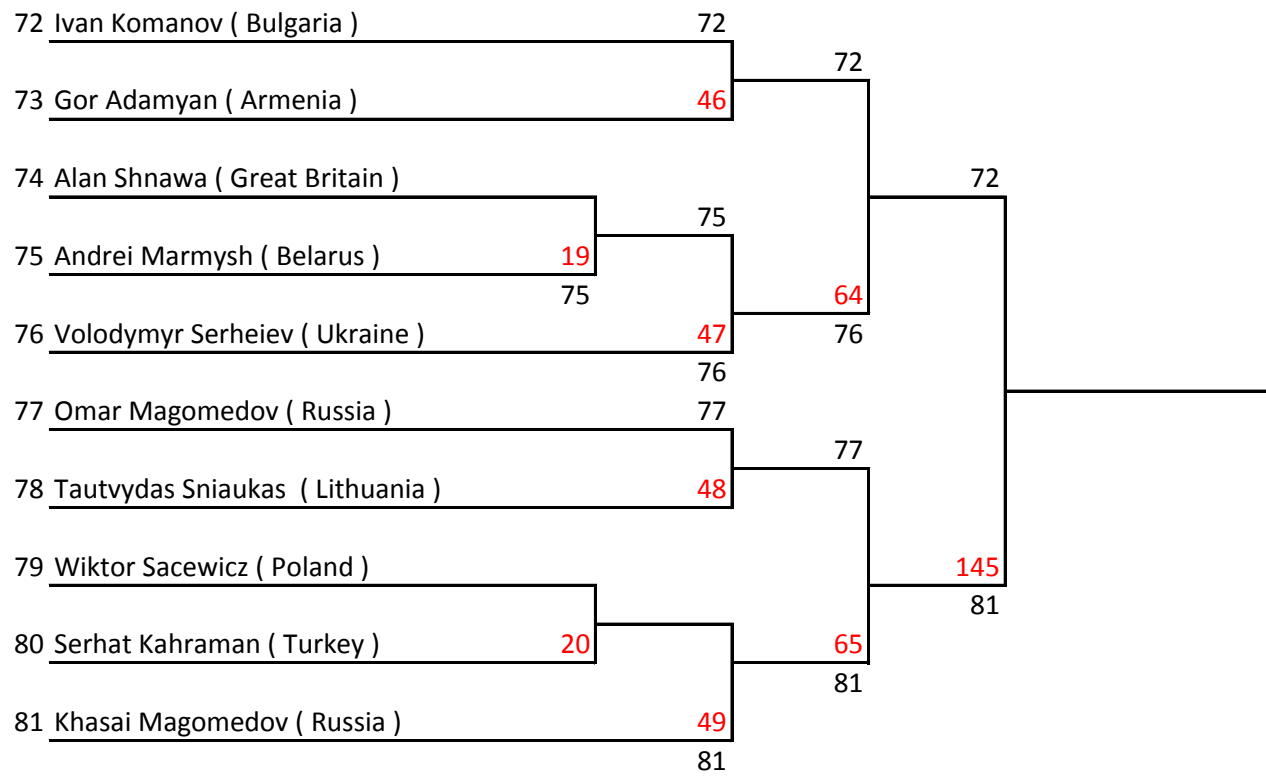 72 Ivan Komanov ( Bulgaria ) 72
72
73 Gor Adamyan ( Armenia ) 46
74 Alan Shnawa ( Great Britain ) 72
75
75 Andrei Marmysh ( Belarus ) 19
75 64
76 Volodymyr Serheiev ( Ukraine ) 47 76
76
77 Omar Magomedov ( Russia ) 77
77
78 Tautvydas Sniaukas  ( Lithuania ) 48
79 Wiktor Sacewicz ( Poland ) 145
81
80 Serhat Kahraman ( Turkey ) 20 65
81
81 Khasai Magomedov ( Russia ) 49
81